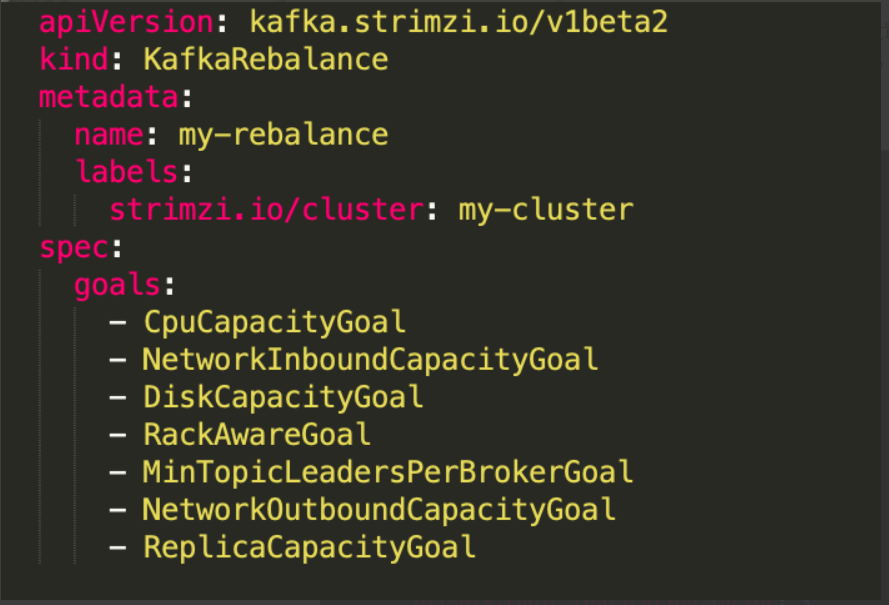 apiVersion: kafka.strimzi.io/v1beta2
kind: KafkaRebalance
metadata:
  name: my-rebalance
  labels:
    strimzi.io/cluster: my-cluster
spec:
  goals:
    - CpuCapacityGoal
    - NetworkInboundCapacityGoal
    - DiskCapacityGoal
    - RackAwareGoal
    - MinTopicLeadersPerBrokerGoal
    - NetworkOutboundCapacityGoal
    - ReplicaCapacityGoal